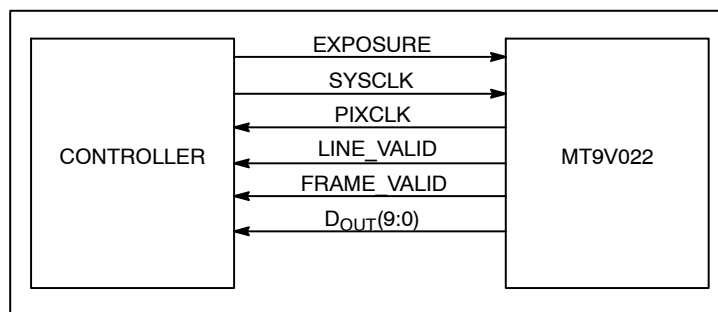 EXPOSURE
SYSCLK
PIXCLK
CONTROLLER
LINE_VALID
MT9V022
FRAME_VALID
DOUT(9:0)